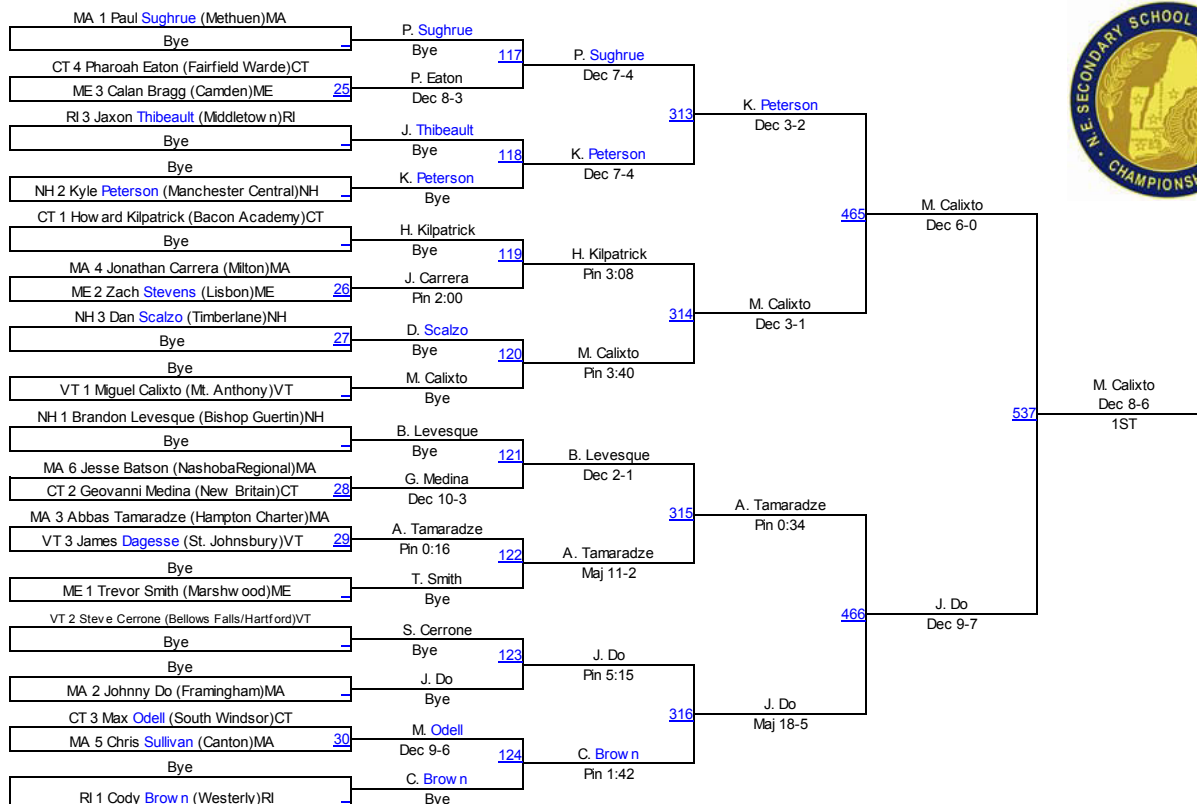 MA 1 Paul Sughrue (Methuen)MA
Bye
CT 4 Pharoah Eaton (Fairfield Warde)CT
ME 3 Calan Bragg (Camden)ME 25
RI 3 Jaxon Thibeault (Middletown)RI
Bye
Bye
NH 2 Kyle Peterson (Manchester Central)NH
CT 1 Howard Kilpatrick (Bacon Academy)CT
Bye
MA 4 Jonathan Carrera (Milton)MA
ME 2 Zach Stevens (Lisbon)ME 26
NH 3 Dan Scalzo (Timberlane)NH
Bye 27
Bye
VT 1 Miguel Calixto (Mt. Anthony)VT
NH 1 Brandon Levesque (Bishop Guertin)NH
Bye
MA 6 Jesse Batson (NashobaRegional)MA
CT 2 Geovanni Medina (New Britain)CT 28
MA 3 Abbas Tamaradze (Hampton Charter)MA
VT 3 James Dagesse (St. Johnsbury)VT 29
Bye
ME 1 Trevor Smith (Marshwood)ME
VT 2 Steve Cerrone (Bellows Falls/Hartford)VT
Bye
Bye
MA 2 Johnny Do (Framingham)MA
CT 3 Max Odell (South Windsor)CT
MA 5 Chris Sullivan (Canton)MA 30
Bye
RI 1 Cody Brown (Westerly)RI
P. Sughrue
Bye
117
P. Eaton
Dec 8-3
J. Thibeault
Bye
118
K. Peterson
Bye
H. Kilpatrick
Bye
119
J. Carrera
Pin 2:00
D. Scalzo
Bye
120
M. Calixto
Bye
B. Levesque
Bye
121
G. Medina
Dec 10-3
A. Tamaradze
Pin 0:16
122
T. Smith
Bye
S. Cerrone
Bye
123
J. Do
Bye
M. Odell
Dec 9-6
124
C. Brown
Bye
P. Sughrue
Dec 7-4
313
K. Peterson
Dec 7-4
H. Kilpatrick
Pin 3:08
314
M. Calixto
Pin 3:40
B. Levesque
Dec 2-1
315
A. Tamaradze
Maj 11-2
J. Do
Pin 5:15
316
C. Brown
Pin 1:42
K. Peterson
Dec 3-2
465
M. Calixto
Dec 3-1
A. Tamaradze
Pin 0:34
466
J. Do
Maj 18-5
M. Calixto
Dec 6-0
537
J. Do
Dec 9-7
M. Calixto
Dec 8-6
1ST
N.E. SECONDARY SCHOOL